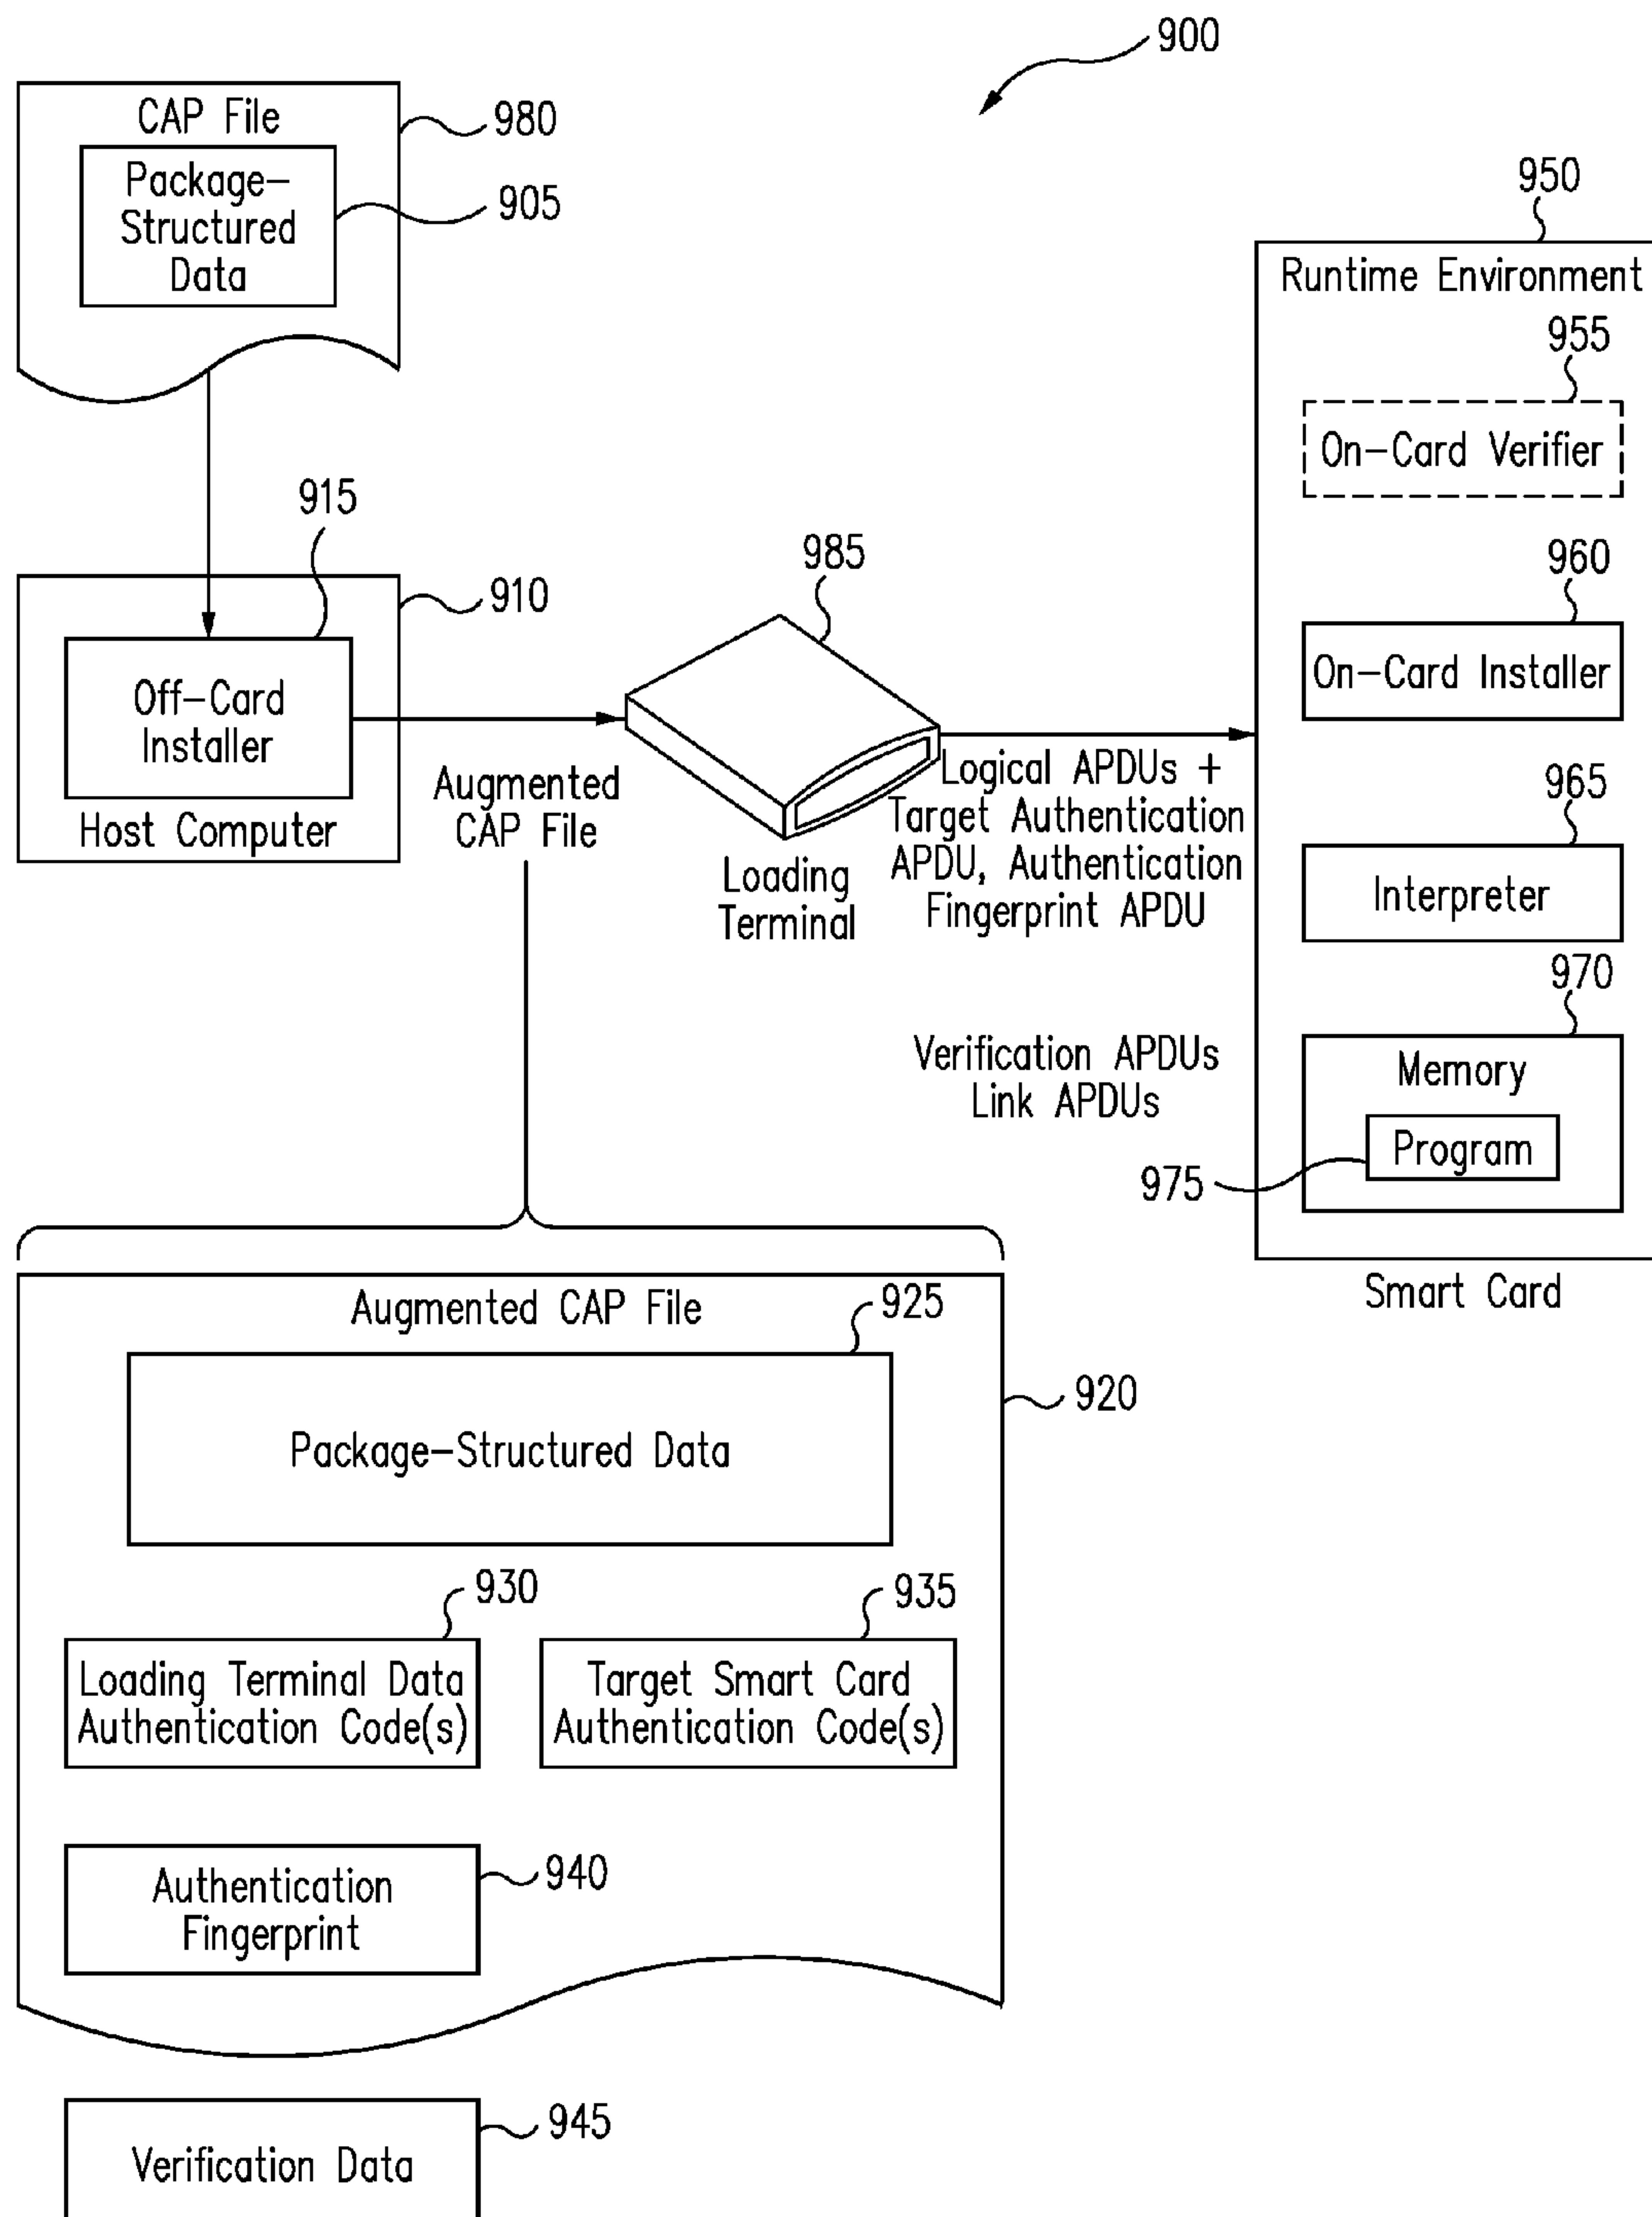 900
CAP File
980
Package-
Structured
Data
905
950
Runtime Environment
955
On-Card Verifier
915
910
Off-Card
Installer
Host Computer
985
Augmented
CAP File
Loading
Terminal
Logical APDUs +
Target Authentication
APDU, Authentication
Fingerprint APDU
Verification APDUs
Link APDUs
960
On-Card Installer
965
Interpreter
970
Memory
Program
975
Smart Card
Augmented CAP File
925
Package-Structured Data
920
930
Loading Terminal Data
Authentication Code(s)
935
Target Smart Card
Authentication Code(s)
Authentication
Fingerprint
940
Verification Data
945